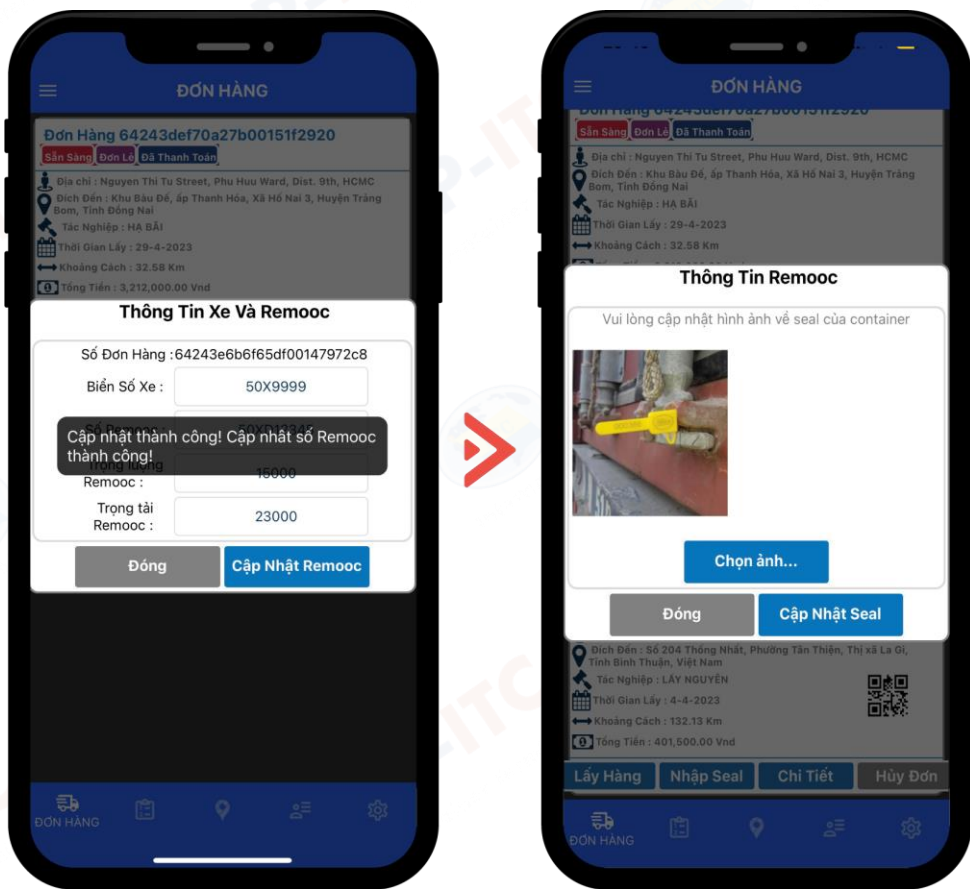 ĐƠN HÀNG
Đơn Hàng 64243def70a27b00151f2920
Sẵn Sàng Đơn Lẻ Đã Thanh Toán
Địa chỉ : Nguyen Thi Tu Street, Phu Huu Ward, Dist. 9th, HCMC
Đích Đến : Khu Bàu Để, ấp Thanh Hóa, Xã Hố Nai 3, Huyện Trảng
Bom, Tỉnh Đồng Nai
Tác Nghiệp : HẠ BÃI
Thời Gian Lấy : 29-4-2023
Khoảng Cách : 32.58 Km
Tổng Tiền : 3,212,000.00 Vnd
Thông Tin Xe Và Remooc
Số Đơn Hàng :64243e6b6f65df00147972c8
Biển Số Xe : 50X9999
Cập nhật thành công! Cập nhât số Remooc
thành công!
Trọng lượng
Remooc : 15000
Trọng tải
Remooc : 23000
Đóng Cập Nhật Remooc
ĐƠN HÀNG
ĐƠN HÀNG
Đơn Hàng 64243def70a27b00151f2920
Sẵn Sàng Đơn Lẻ Đã Thanh Toán
Địa chỉ : Nguyen Thi Tu Street, Phu Huu Ward, Dist. 9th, HCMC
Đích Đến : Khu Bàu Để, ấp Thanh Hóa, Xã Hố Nai 3, Huyện Trảng
Bom, Tỉnh Đồng Nai
Tác Nghiệp : HẠ BÃI
Thời Gian Lấy : 29-4-2023
Khoảng Cách : 32.58 Km
Thông Tin Remooc
Vui lòng cập nhật hình ảnh về seal của container
Chọn ảnh...
Đóng Cập Nhật Seal
Đích Đến : Số 204 Thống Nhất, Phường Tân Thiện, Thị xã La Gi,
Tỉnh Bình Thuận, Việt Nam
Tác Nghiệp : LẤY NGUYÊN
Thời Gian Lấy : 4-4-2023
Khoảng Cách : 132.13 Km
Tổng Tiền : 401,500.00 Vnd
Lấy Hàng Nhập Seal Chi Tiết Hủy Đơn
ĐƠN HÀNG